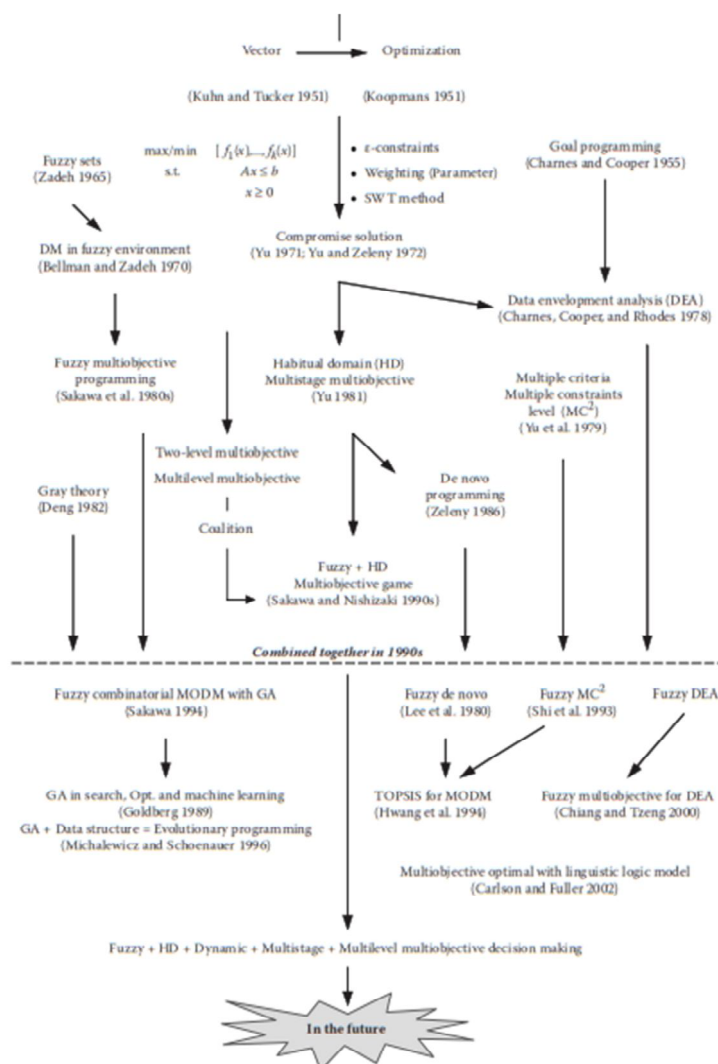 Vector Optimization
(Kuhn and Tucker 1951) (Koopmans 1951)
Fuzzy sets
(Zadeh 1965)
max/min [f₁(x),...,fₖ(x)]
s.t. Ax ≤ b
x ≥ 0
• ε-constraints
• Weighting (Parameter)
• SWT method
Goal programming
(Charnes and Cooper 1955)
DM in fuzzy environment
(Bellman and Zadeh 1970)
Compromise solution
(Yu 1971; Yu and Zeleny 1972)
Data envelopment analysis (DEA)
(Charnes, Cooper, and Rhodes 1978)
Fuzzy multiobjective
programming
(Sakawa et al. 1980s)
Habitual domain (HD)
Multistage multiobjective
(Yu 1981)
Multiple criteria
Multiple constraints
level (MC²)
(Yu et al. 1979)
Two-level multiobjective
Multilevel multiobjective
Coalition
Gray theory
(Deng 1982)
De novo
programming
(Zeleny 1986)
Fuzzy + HD
Multiobjective game
(Sakawa and Nishizaki 1990s)
Combined together in 1990s
Fuzzy combinatorial MODM with GA
(Sakawa 1994)
Fuzzy de novo
(Lee et al. 1980)
Fuzzy MC²
(Shi et al. 1993)
Fuzzy DEA
GA in search, Opt. and machine learning
(Goldberg 1989)
GA + Data structure = Evolutionary programming
(Michalewicz and Schoenauer 1996)
TOPSIS for MODM
(Hwang et al. 1994)
Fuzzy multiobjective for DEA
(Chiang and Tzeng 2000)
Multiobjective optimal with linguistic logic model
(Carlson and Fuller 2002)
Fuzzy + HD + Dynamic + Multistage + Multilevel multiobjective decision making
In the future